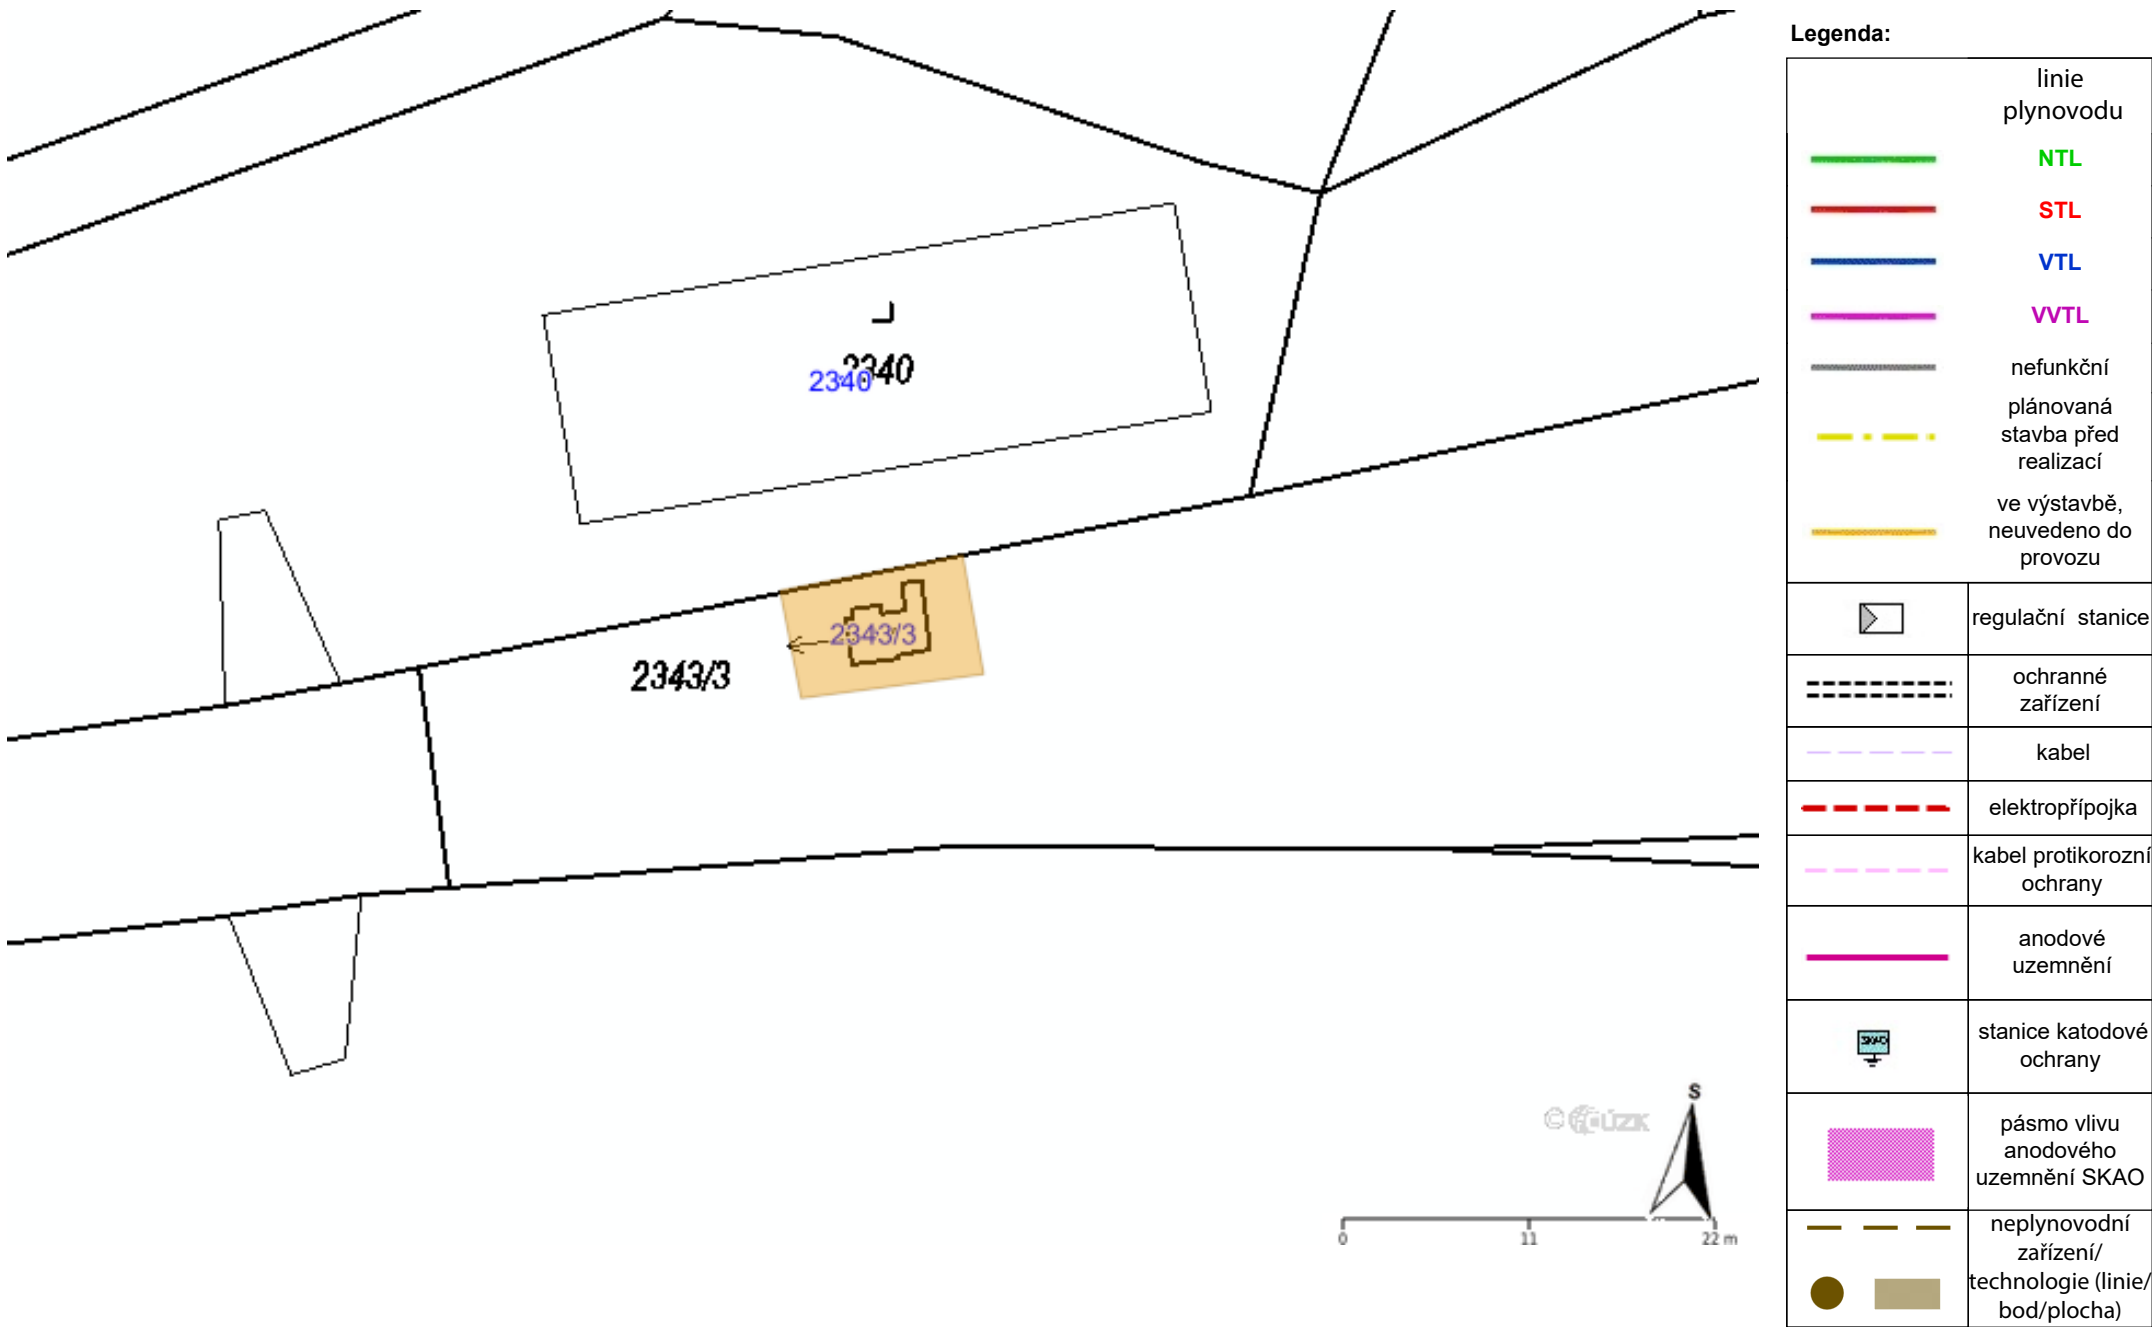 2340
2340
2343/3
2343/3
S
0 11 22 m
Legenda:
linie
plynovodu
NTL
STL
VTL
VVTL
nefunkční
plánovaná
stavba před
realizací
ve výstavbě,
neuvedeno do
provozu
regulační stanice
ochranné
zařízení
kabel
elektropřípojka
kabel protikorozní
ochrany
anodové
uzemnění
SKAO
stanice katodové
ochrany
pásmo vlivu
anodového
uzemnění SKAO
neplynovodní
zařízení/
technologie (linie/
bod/plocha)